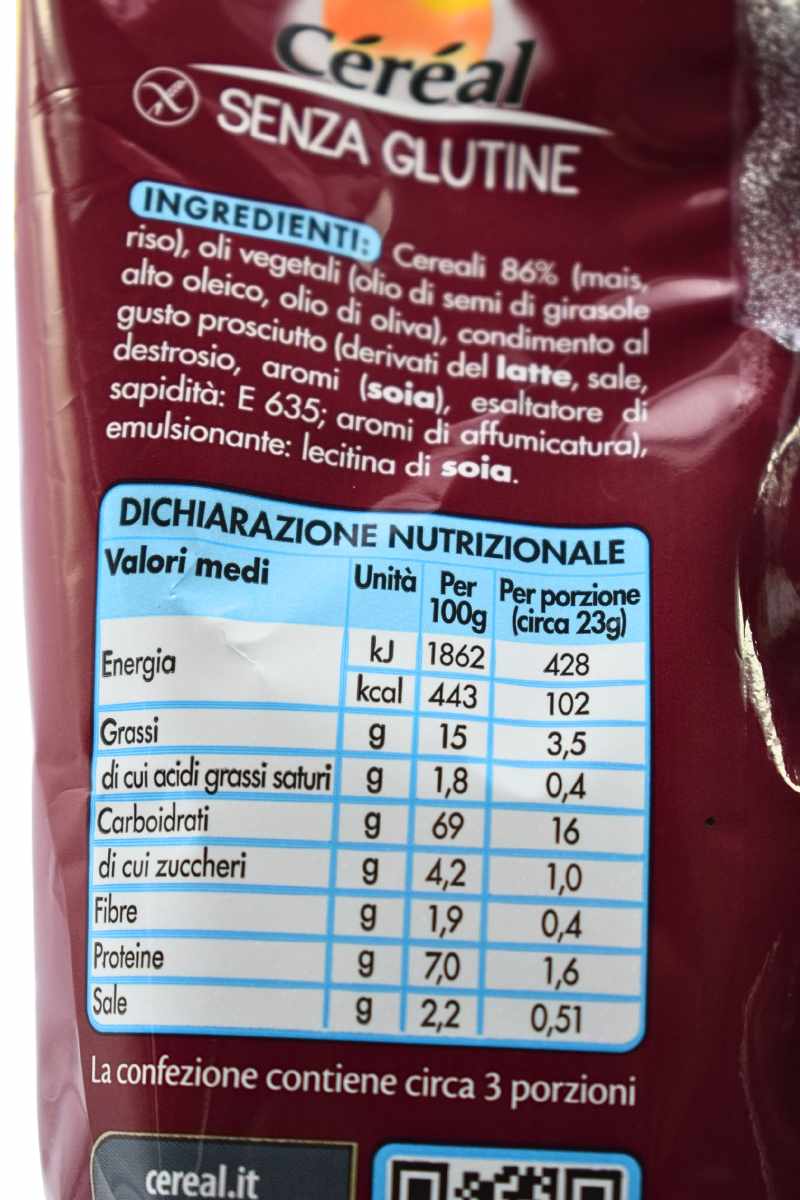 Céréal
SENZA GLUTINE
INGREDIENTI: Cereali 86% (mais,
riso), oli vegetali (olio di semi di girasole
alto oleico, olio di oliva), condimento al
gusto prosciutto (derivati del latte, sale,
destrosio, aromi (soia), esaltatore di
sapidità: E 635; aromi di affumicatura),
emulsionante: lecitina di soia.
DICHIARAZIONE NUTRIZIONALE
Valori medi Unità Per 100g Per porzione (circa 23g)
Energia kJ 1862 428
kcal 443 102
Grassi g 15 3,5
di cui acidi grassi saturi g 1,8 0,4
Carboidrati g 69 16
di cui zuccheri g 4,2 1,0
Fibre g 1,9 0,4
Proteine g 7,0 1,6
Sale g 2,2 0,51
La confezione contiene circa 3 porzioni
cereal.it